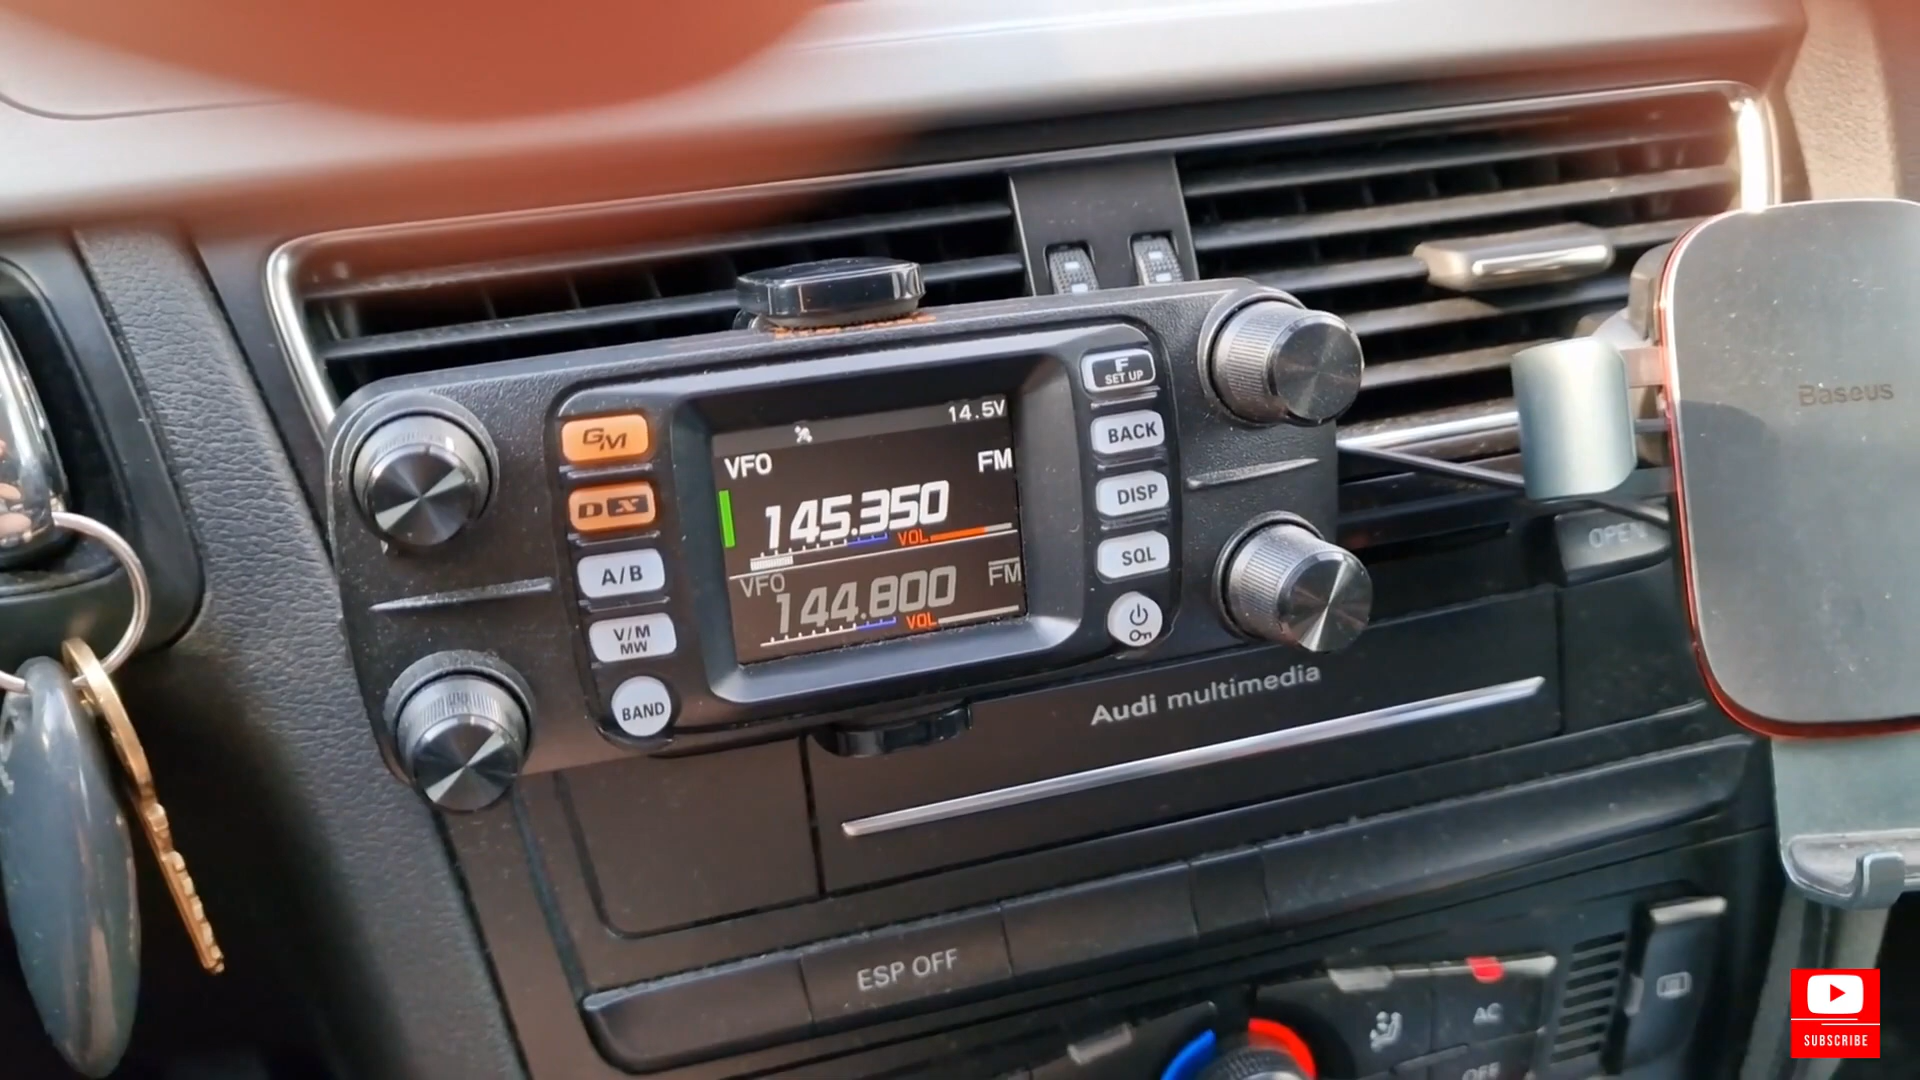 14.5V
VFO
FM
145.350
VOL
VFO
FM
144.800
VOL
GM
DX
A/B
V/M
MW
BAND
F
SET UP
BACK
DISP
SQL
Baseus
OPEN
Audi multimedia
ESP OFF
AC
OFF
SUBSCRIBE